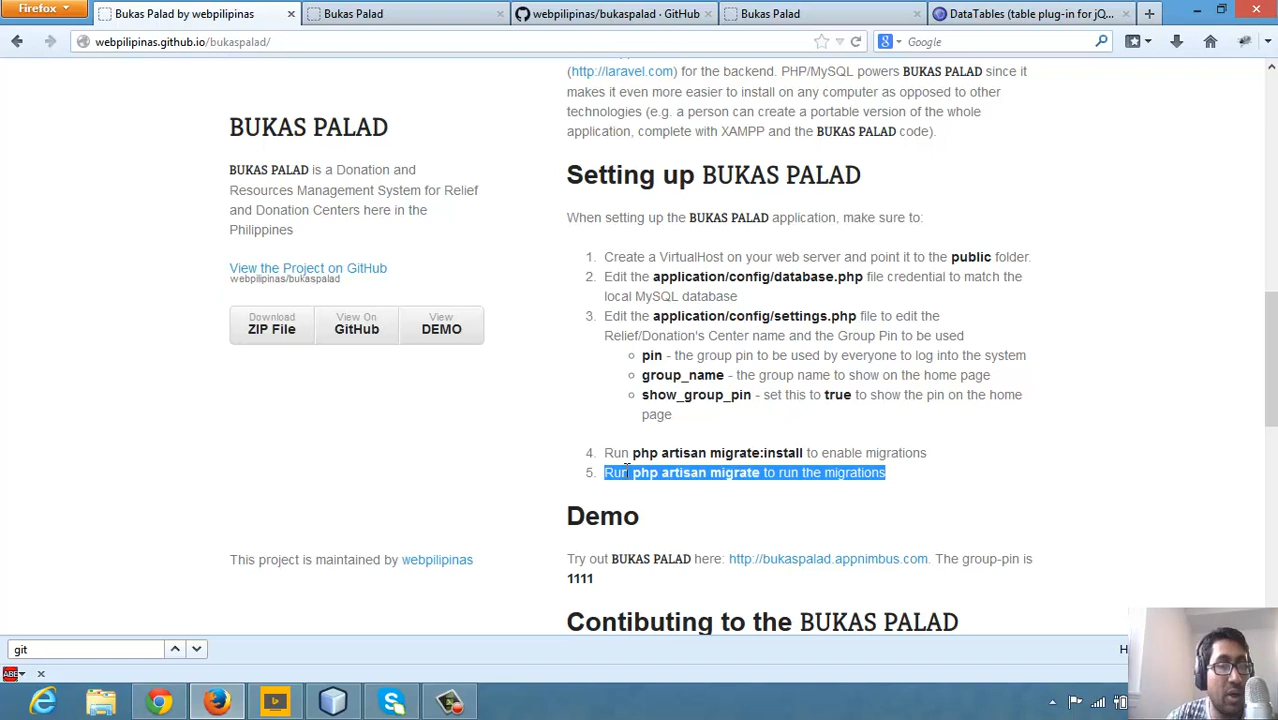 Firefox
Bukas Palad by webpilipinas
Bukas Palad
webpilipinas/bukaspalad · GitHub
Bukas Palad
DataTables (table plug-in for jQ...
webpilipinas.github.io/bukaspalad/
Google
(http://laravel.com) for the backend. PHP/MySQL powers BUKAS PALAD since it
makes it even more easier to install on any computer as opposed to other
technologies (e.g. a person can create a portable version of the whole
application, complete with XAMPP and the BUKAS PALAD code).
BUKAS PALAD
BUKAS PALAD is a Donation and
Resources Management System for Relief
and Donation Centers here in the
Philippines
View the Project on GitHub
webpilipinas/bukaspalad
Download
ZIP File
View On
GitHub
View
DEMO
This project is maintained by webpilipinas
Setting up BUKAS PALAD
When setting up the BUKAS PALAD application, make sure to:
1. Create a VirtualHost on your web server and point it to the public folder.
2. Edit the application/config/database.php file credential to match the
local MySQL database
3. Edit the application/config/settings.php file to edit the
Relief/Donation's Center name and the Group Pin to be used
pin - the group pin to be used by everyone to log into the system
group_name - the group name to show on the home page
show_group_pin - set this to true to show the pin on the home
page
4. Run php artisan migrate:install to enable migrations
5. Run php artisan migrate to run the migrations
Demo
Try out BUKAS PALAD here: http://bukaspalad.appnimbus.com. The group-pin is
1111
Contibuting to the BUKAS PALAD
git
ABE